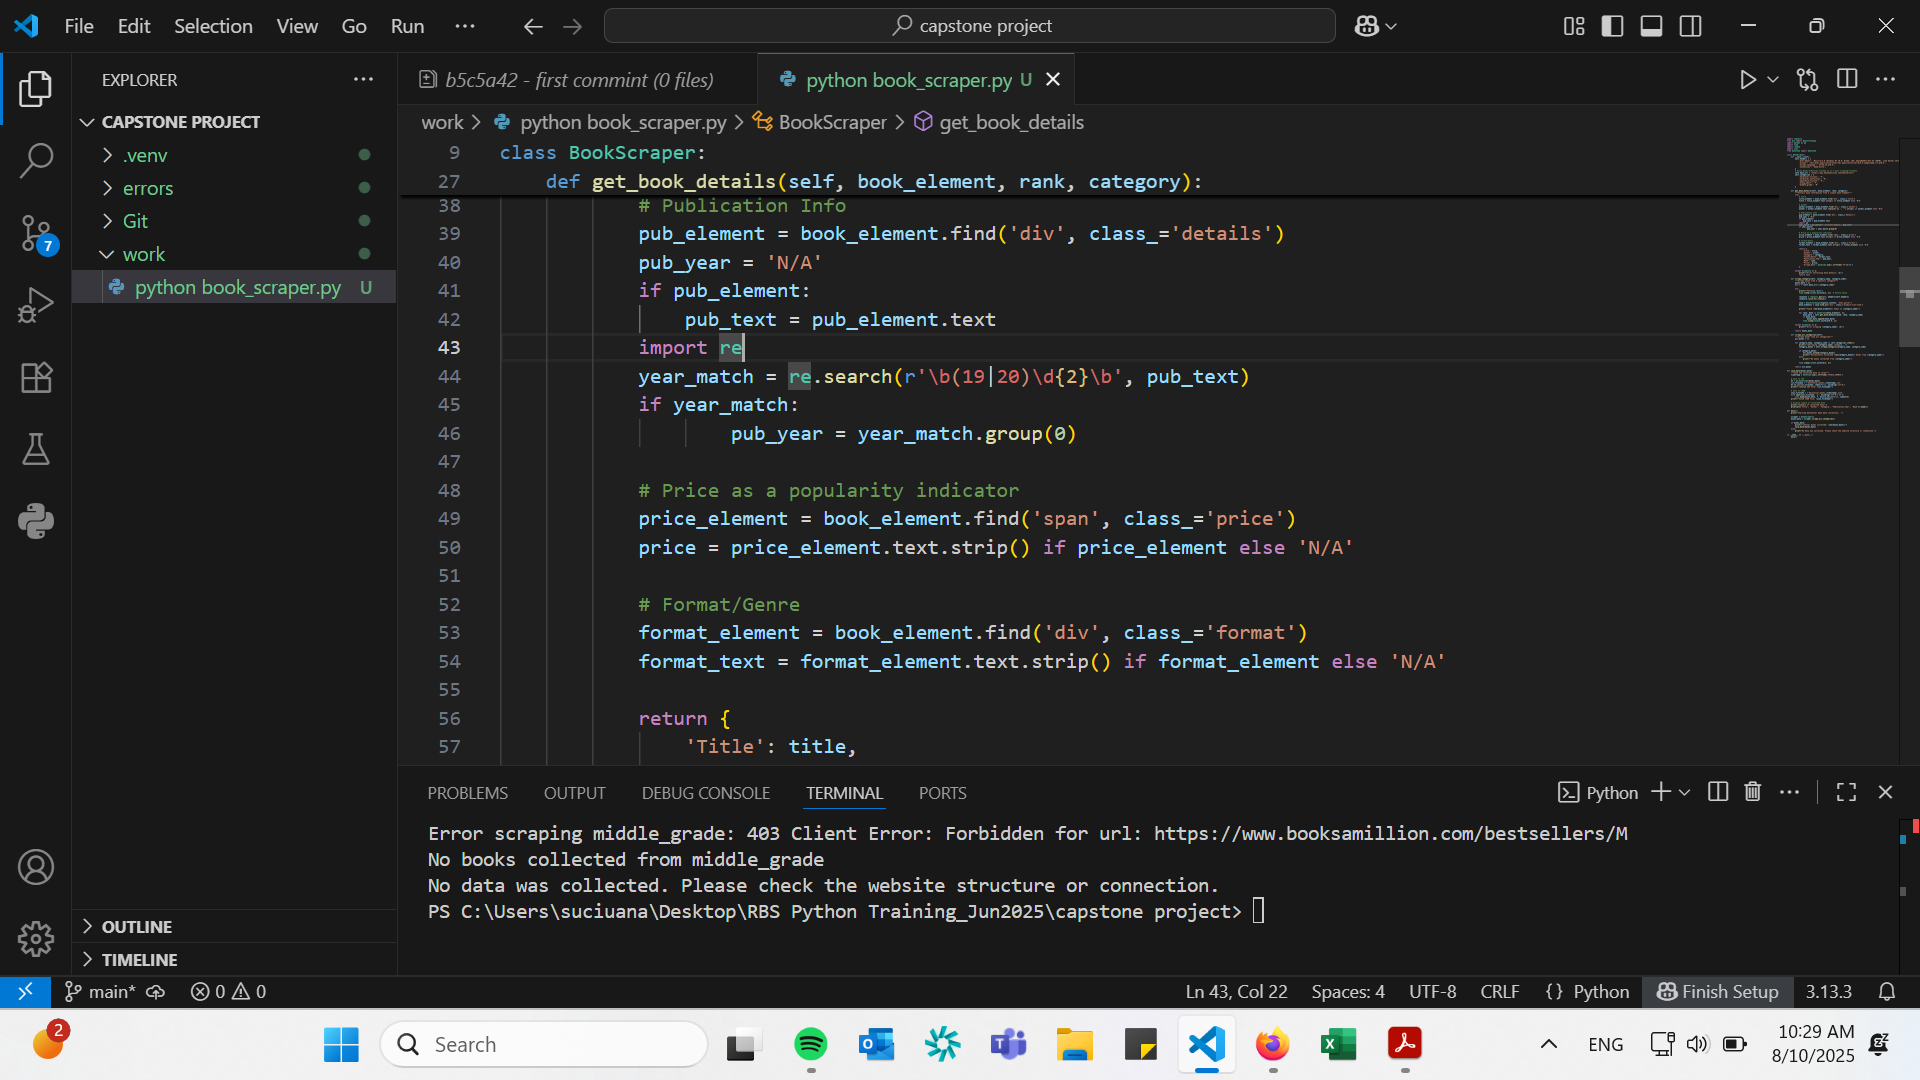 File Edit Selection View Go Run ··· capstone project
EXPLORER
CAPSTONE PROJECT
.venv
errors
Git
work
python book_scraper.py U
7
OUTLINE
TIMELINE
b5c5a42 - first commint (0 files) python book_scraper.py U
work > python book_scraper.py > BookScraper > get_book_details
9 class BookScraper:
27 def get_book_details(self, book_element, rank, category):
38 # Publication Info
39 pub_element = book_element.find('div', class_='details')
40 pub_year = 'N/A'
41 if pub_element:
42 pub_text = pub_element.text
43 import re
44 year_match = re.search(r'\b(19|20)\d{2}\b', pub_text)
45 if year_match:
46 pub_year = year_match.group(0)
47
48 # Price as a popularity indicator
49 price_element = book_element.find('span', class_='price')
50 price = price_element.text.strip() if price_element else 'N/A'
51
52 # Format/Genre
53 format_element = book_element.find('div', class_='format')
54 format_text = format_element.text.strip() if format_element else 'N/A'
55
56 return {
57 'Title': title,
PROBLEMS OUTPUT DEBUG CONSOLE TERMINAL PORTS Python
Error scraping middle_grade: 403 Client Error: Forbidden for url: https://www.booksamillion.com/bestsellers/M
No books collected from middle_grade
No data was collected. Please check the website structure or connection.
PS C:\Users\suciuana\Desktop\RBS Python Training_Jun2025\capstone project>
main* 0 0 Ln 43, Col 22 Spaces: 4 UTF-8 CRLF {} Python Finish Setup 3.13.3
2 Search ENG 10:29 AM
8/10/2025